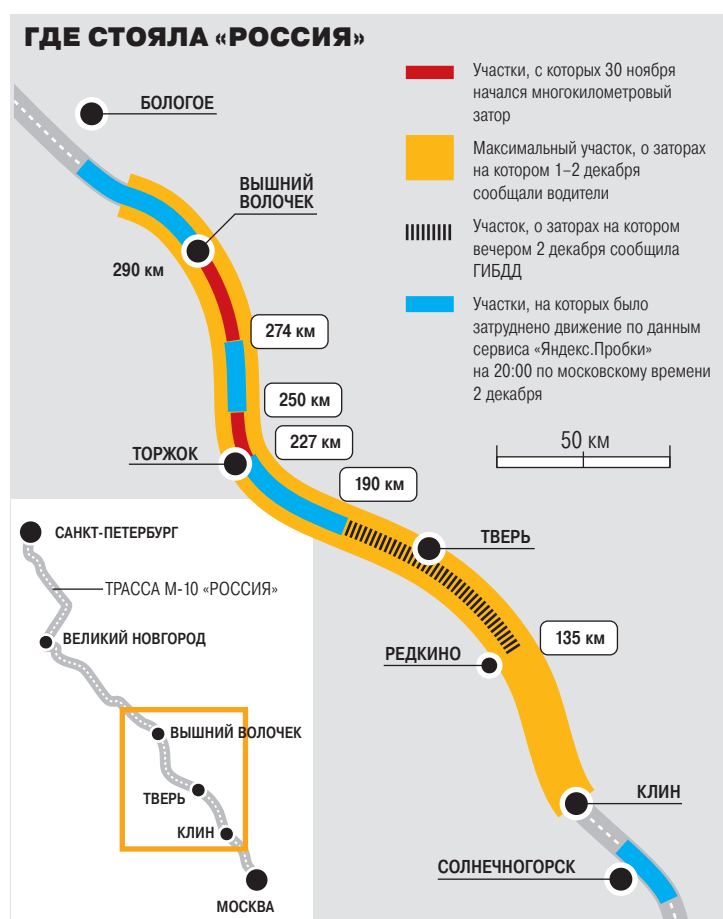 ГДЕ СТОЯЛА «РОССИЯ»
Участки, с которых 30 ноября
начался многокилометровый
затор
Максимальный участок, о заторах
на котором 1–2 декабря
сообщали водители
Участок, о заторах на котором
вечером 2 декабря сообщила
ГИБДД
Участки, на которых было
затруднено движение по данным
сервиса «Яндекс.Пробки»
на 20:00 по московскому времени
2 декабря
50 км
БОЛОГОЕ
ВЫШНИЙ
ВОЛОЧЕК
290 км
274 км
250 км
227 км
ТОРЖОК
190 км
ТВЕРЬ
135 км
РЕДКИНО
КЛИН
СОЛНЕЧНОГОРСК
САНКТ-ПЕТЕРБУРГ
ТРАССА М-10 «РОССИЯ»
ВЕЛИКИЙ НОВГОРОД
ВЫШНИЙ ВОЛОЧЕК
ТВЕРЬ
КЛИН
МОСКВА